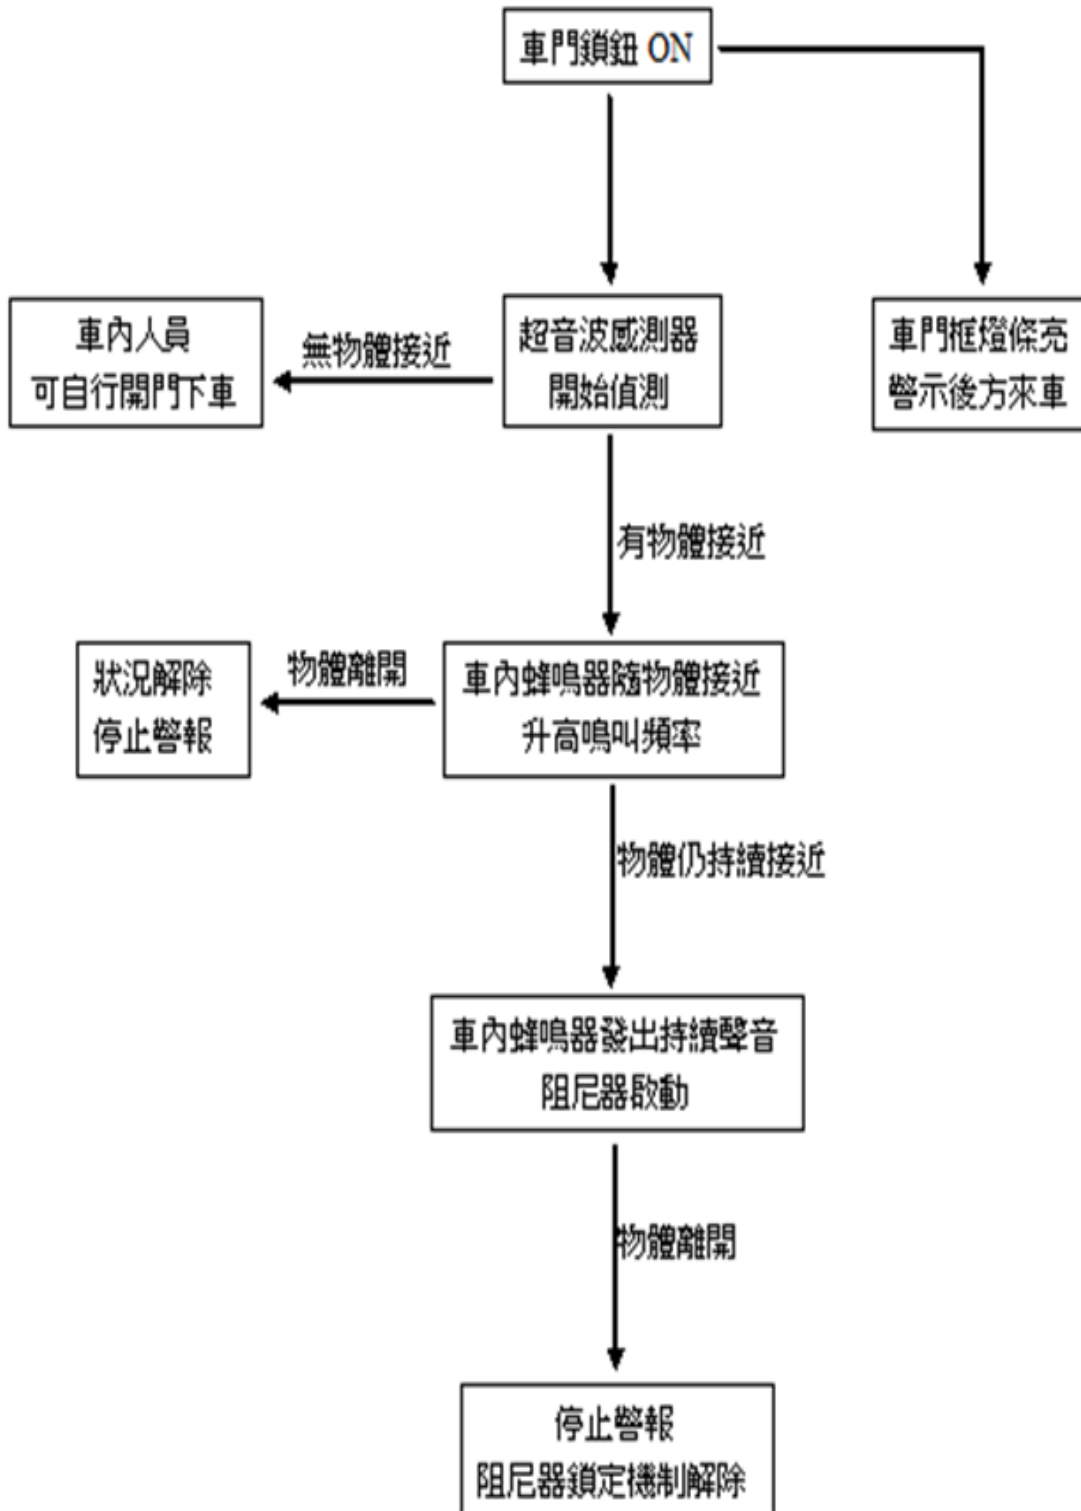 車門鎖鈕 ON
車內人員
可自行開門下車
無物體接近
超音波感測器
開始偵測
車門框燈條亮
警示後方來車
有物體接近
狀況解除
停止警報
物體離開
車內蜂鳴器隨物體接近
升高鳴叫頻率
物體仍持續接近
車內蜂鳴器發出持續聲音
阻尼器啟動
物體離開
停止警報
阻尼器鎖定機制解除